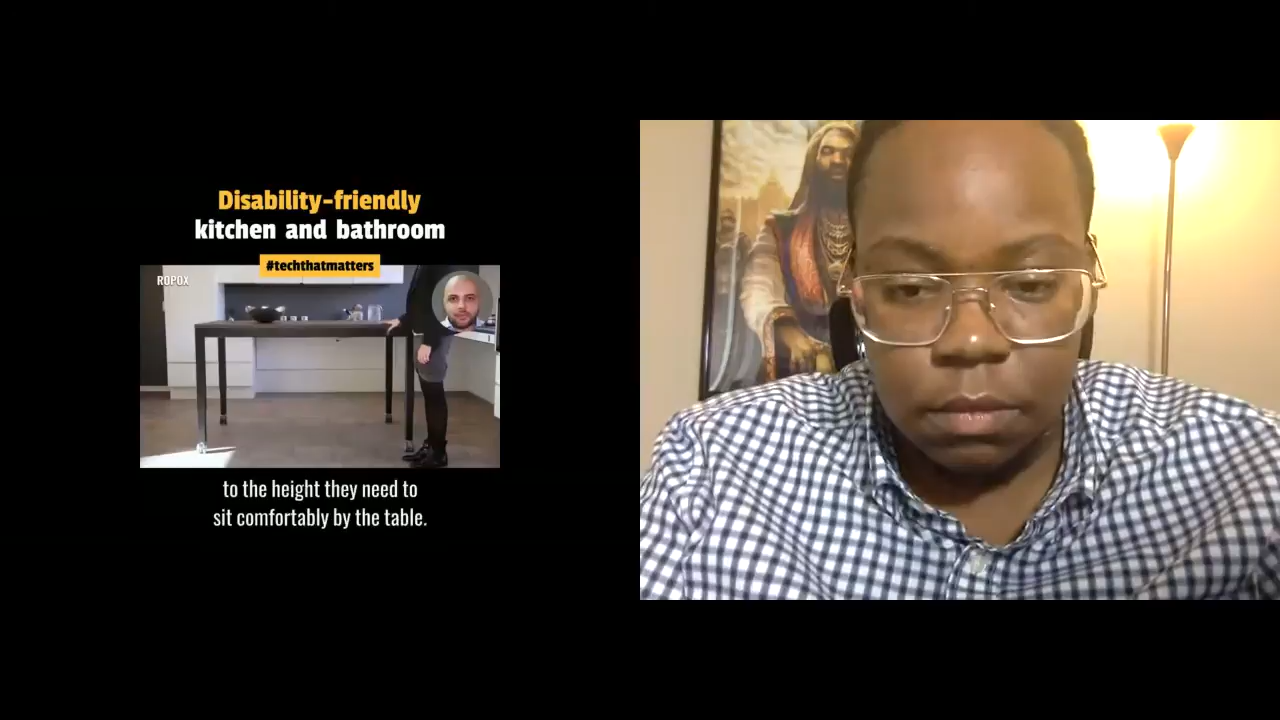 Disability-friendly
kitchen and bathroom
#techthatmatters
ROPOX
to the height they need to
sit comfortably by the table.